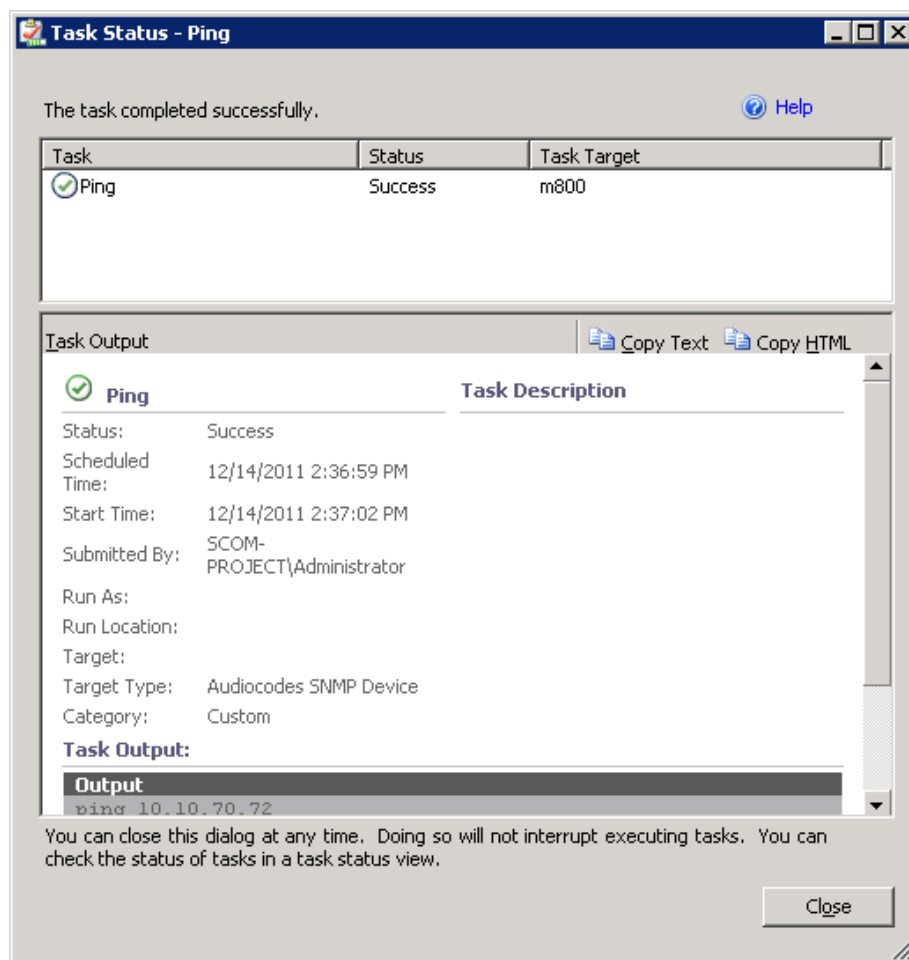 Task Status - Ping
The task completed successfully.
Help
Task Status Task Target
Ping Success m800
Task Output
Copy Text Copy HTML
Ping Task Description
Status: Success
Scheduled
Time: 12/14/2011 2:36:59 PM
Start Time: 12/14/2011 2:37:02 PM
Submitted By: SCOM-
PROJECT\Administrator
Run As:
Run Location:
Target:
Target Type: Audiocodes SNMP Device
Category: Custom
Task Output:
Output
ping 10.10.70.72
You can close this dialog at any time. Doing so will not interrupt executing tasks. You can
check the status of tasks in a task status view.
Close